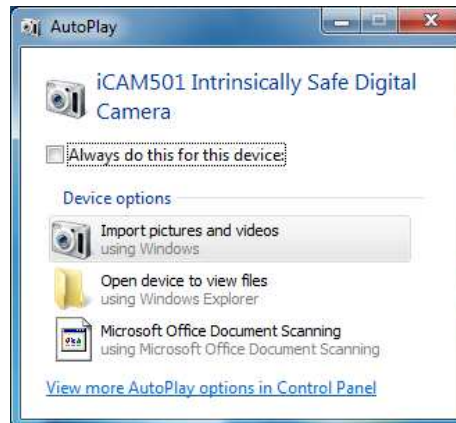 AutoPlay
iCAM501 Intrinsically Safe Digital
Camera
Always do this for this device:
Device options
Import pictures and videos
using Windows
Open device to view files
using Windows Explorer
Microsoft Office Document Scanning
using Microsoft Office Document Scanning
View more AutoPlay options in Control Panel